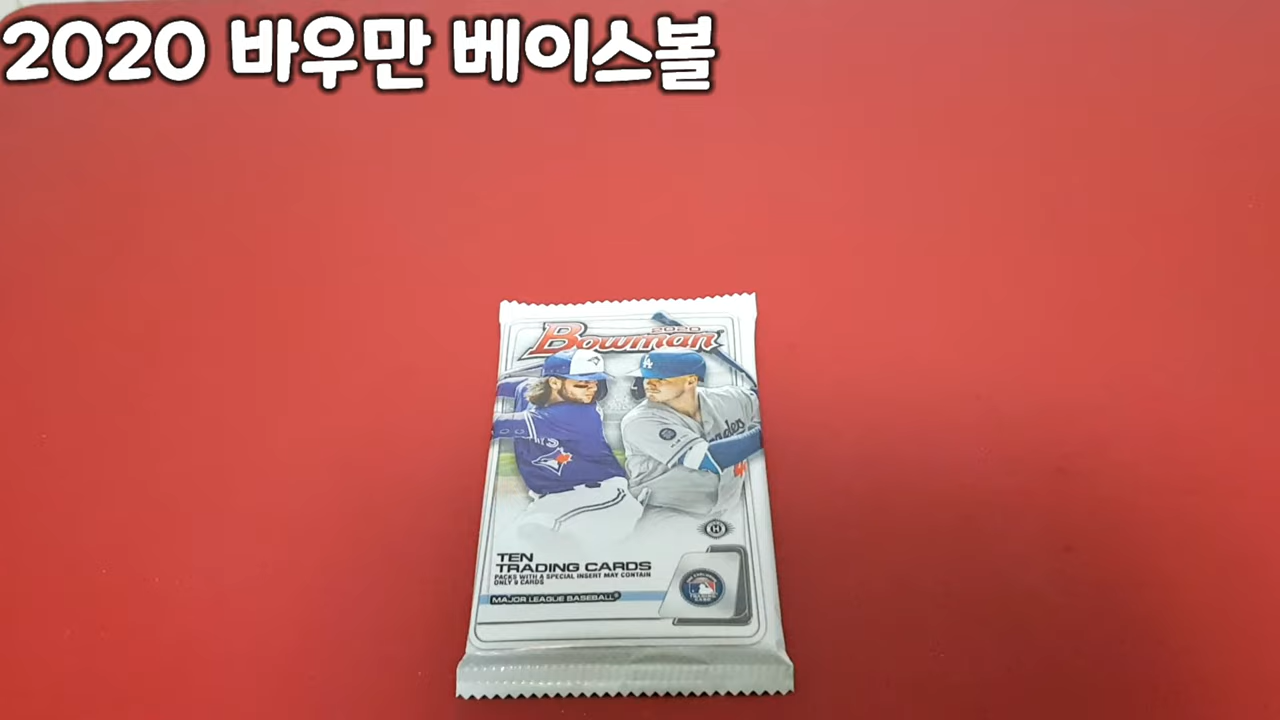 2020 바우만 베이스볼
2020
Bowman
LA
TEN
TRADING CARDS
PACKS WITH A SPECIAL INSERT MAY CONTAIN
ONLY 9 CARDS
MAJOR LEAGUE BASEBALL®
H